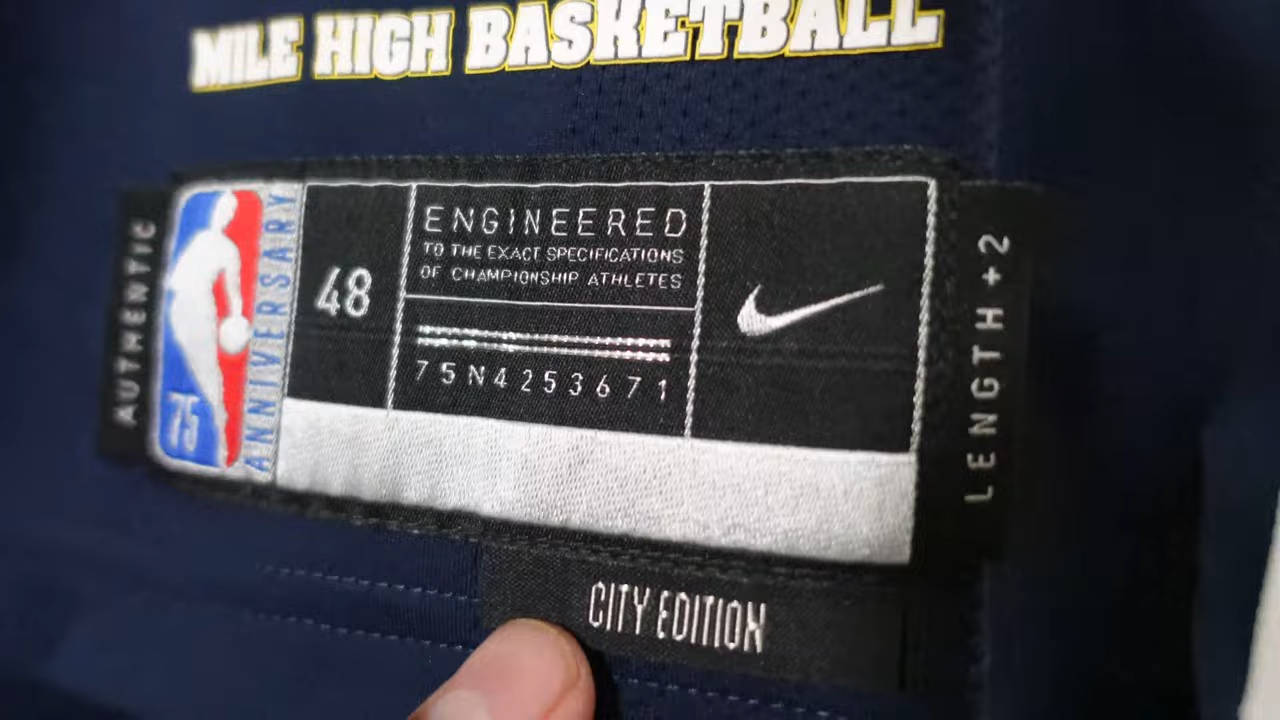 MILE HIGH BASKETBALL
AUTHENTIC
75
ANNIVERSARY
48
ENGINEERED
TO THE EXACT SPECIFICATIONS
OF CHAMPIONSHIP ATHLETES
75N4253671
LENGTH +2
CITY EDITION